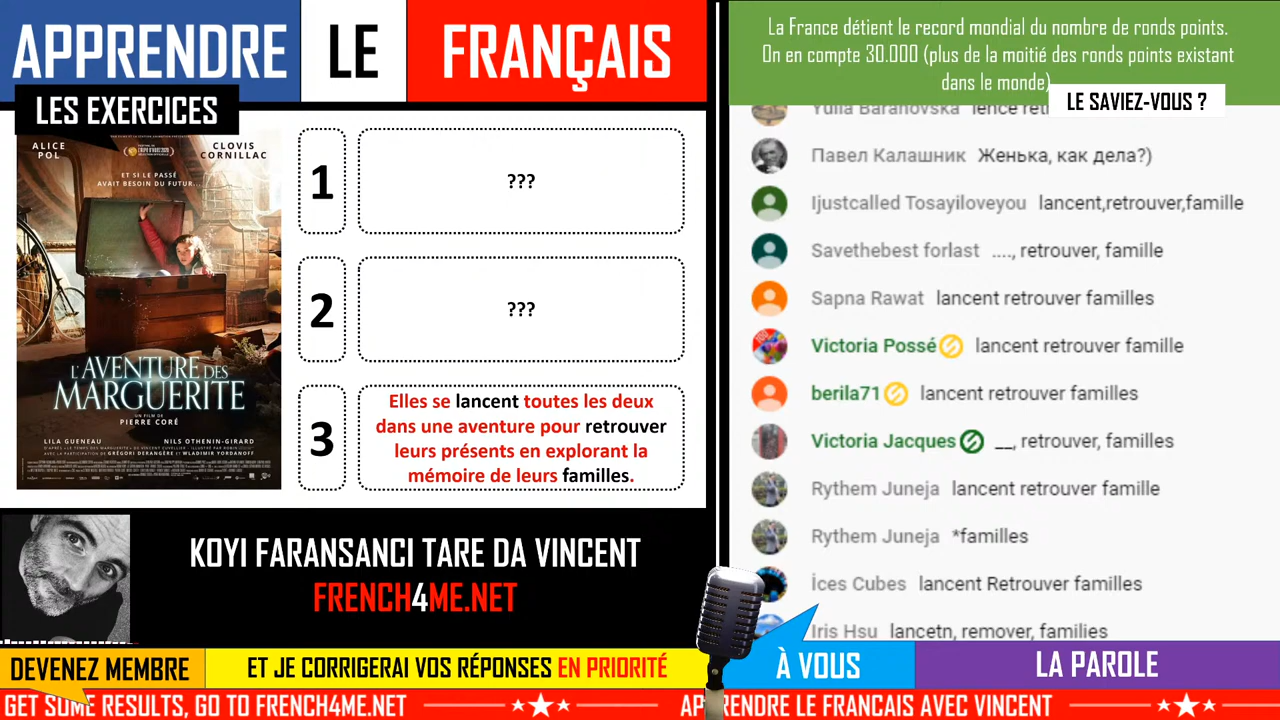 APPRENDRE LE FRANÇAIS
LES EXERCICES
ALICE POL
CLOVIS CORNILLAC
ET SI LE PASSÉ
AVAIT BESOIN DU FUTUR...
L'AVENTURE DES
MARGUERITE
UN FILM DE
PIERRE CORÉ
LILA GUENEAU NILS OTHENIN-GIRARD
1
???
2
???
3
Elles se lancent toutes les deux
dans une aventure pour retrouver
leurs présents en explorant la
mémoire de leurs familles.
KOYI FARANSANCI TARE DA VINCENT
FRENCH4ME.NET
La France détient le record mondial du nombre de ronds points.
On en compte 30.000 (plus de la moitié des ronds points existant
dans le monde)
LE SAVIEZ-VOUS ?
Yulia Baranovska lence
Павел Калашник Женька, как дела?)
Ijustcalled Tosayiloveyou lancent,retrouver,famille
Savethebest forlast ...., retrouver, famille
Sapna Rawat lancent retrouver familles
Victoria Possé lancent retrouver famille
berila71 lancent retrouver familles
Victoria Jacques __, retrouver, familles
Rythem Juneja lancent retrouver famille
Rythem Juneja *familles
İces Cubes lancent Retrouver familles
Iris Hsu lancetn, remover, families
DEVENEZ MEMBRE
ET JE CORRIGERAI VOS RÉPONSES EN PRIORITÉ
À VOUS
LA PAROLE
GET SOME RESULTS, GO TO FRENCH4ME.NET
APPRENDRE LE FRANCAIS AVEC VINCENT